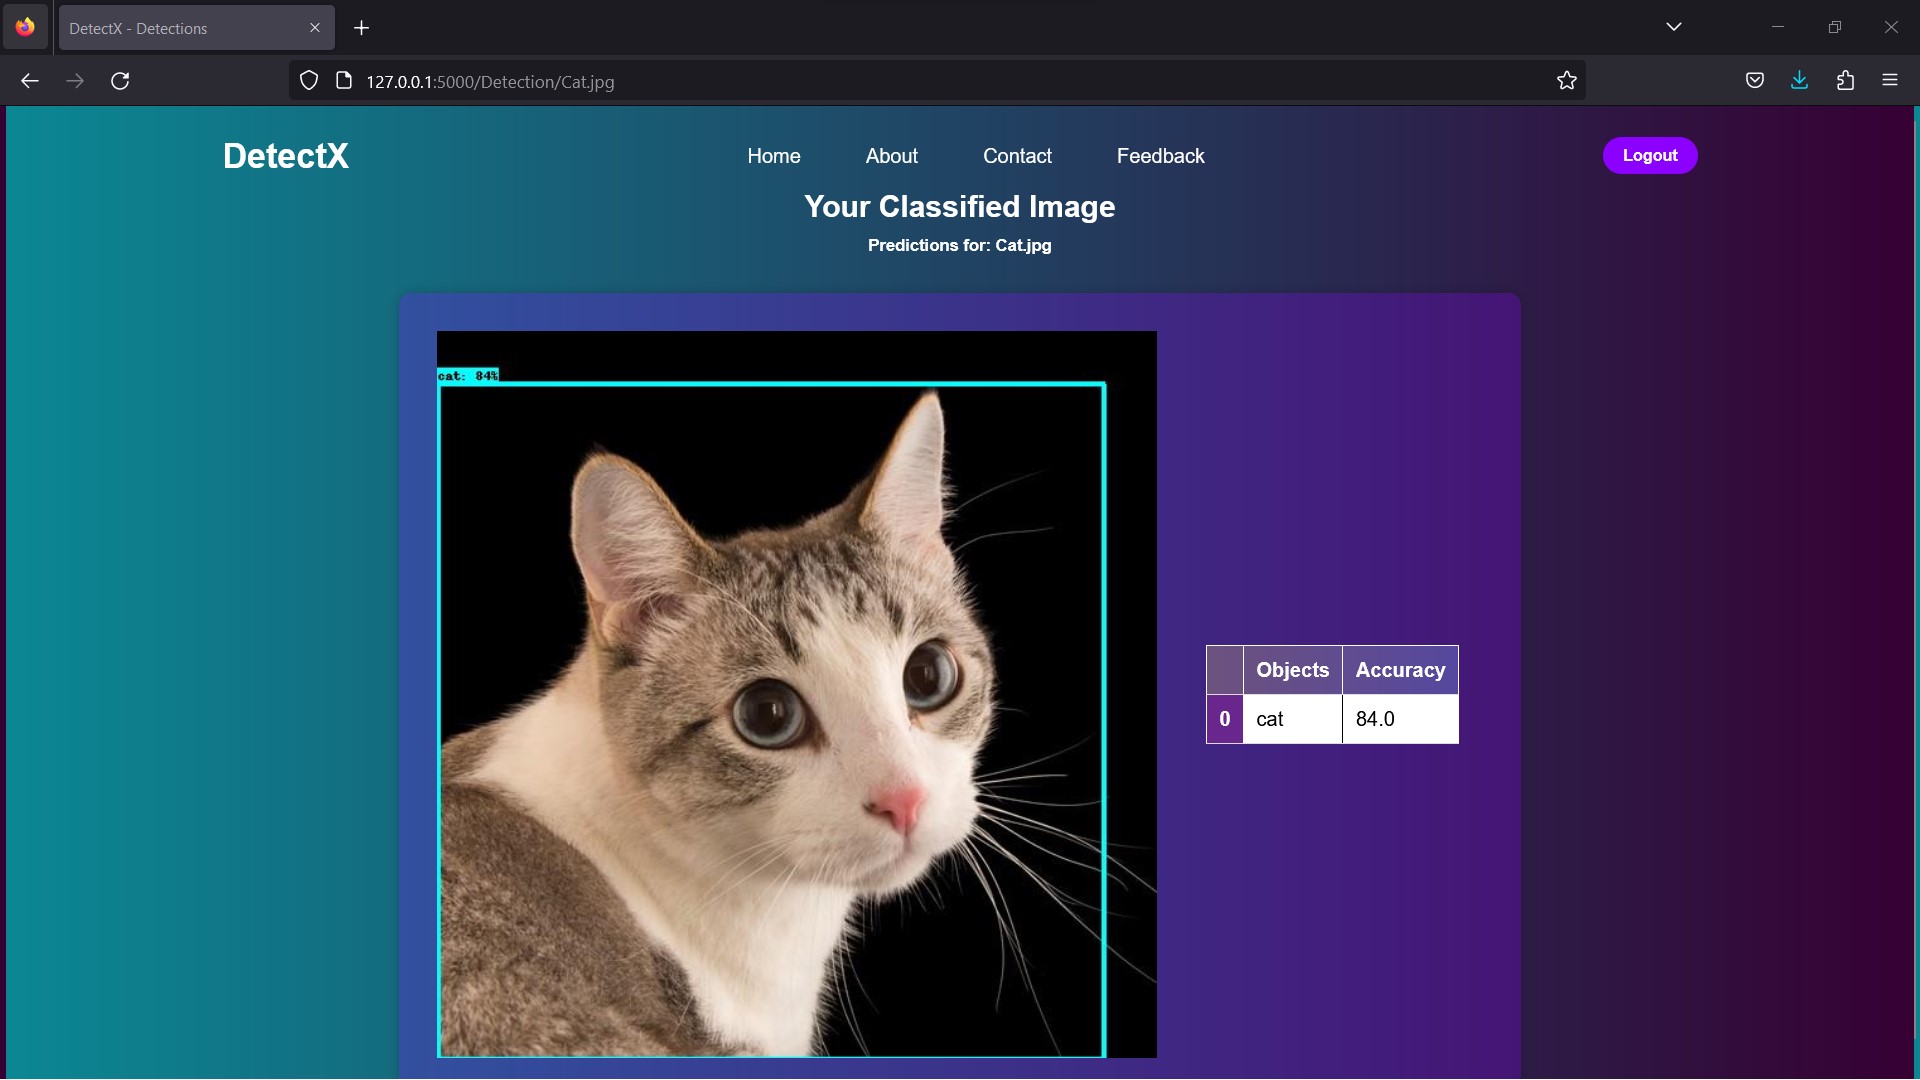 DetectX - Detections
127.0.0.1:5000/Detection/Cat.jpg
DetectX
Home
About
Contact
Feedback
Logout
Your Classified Image
Predictions for: Cat.jpg
cat: 84%
Objects Accuracy
0 cat 84.0